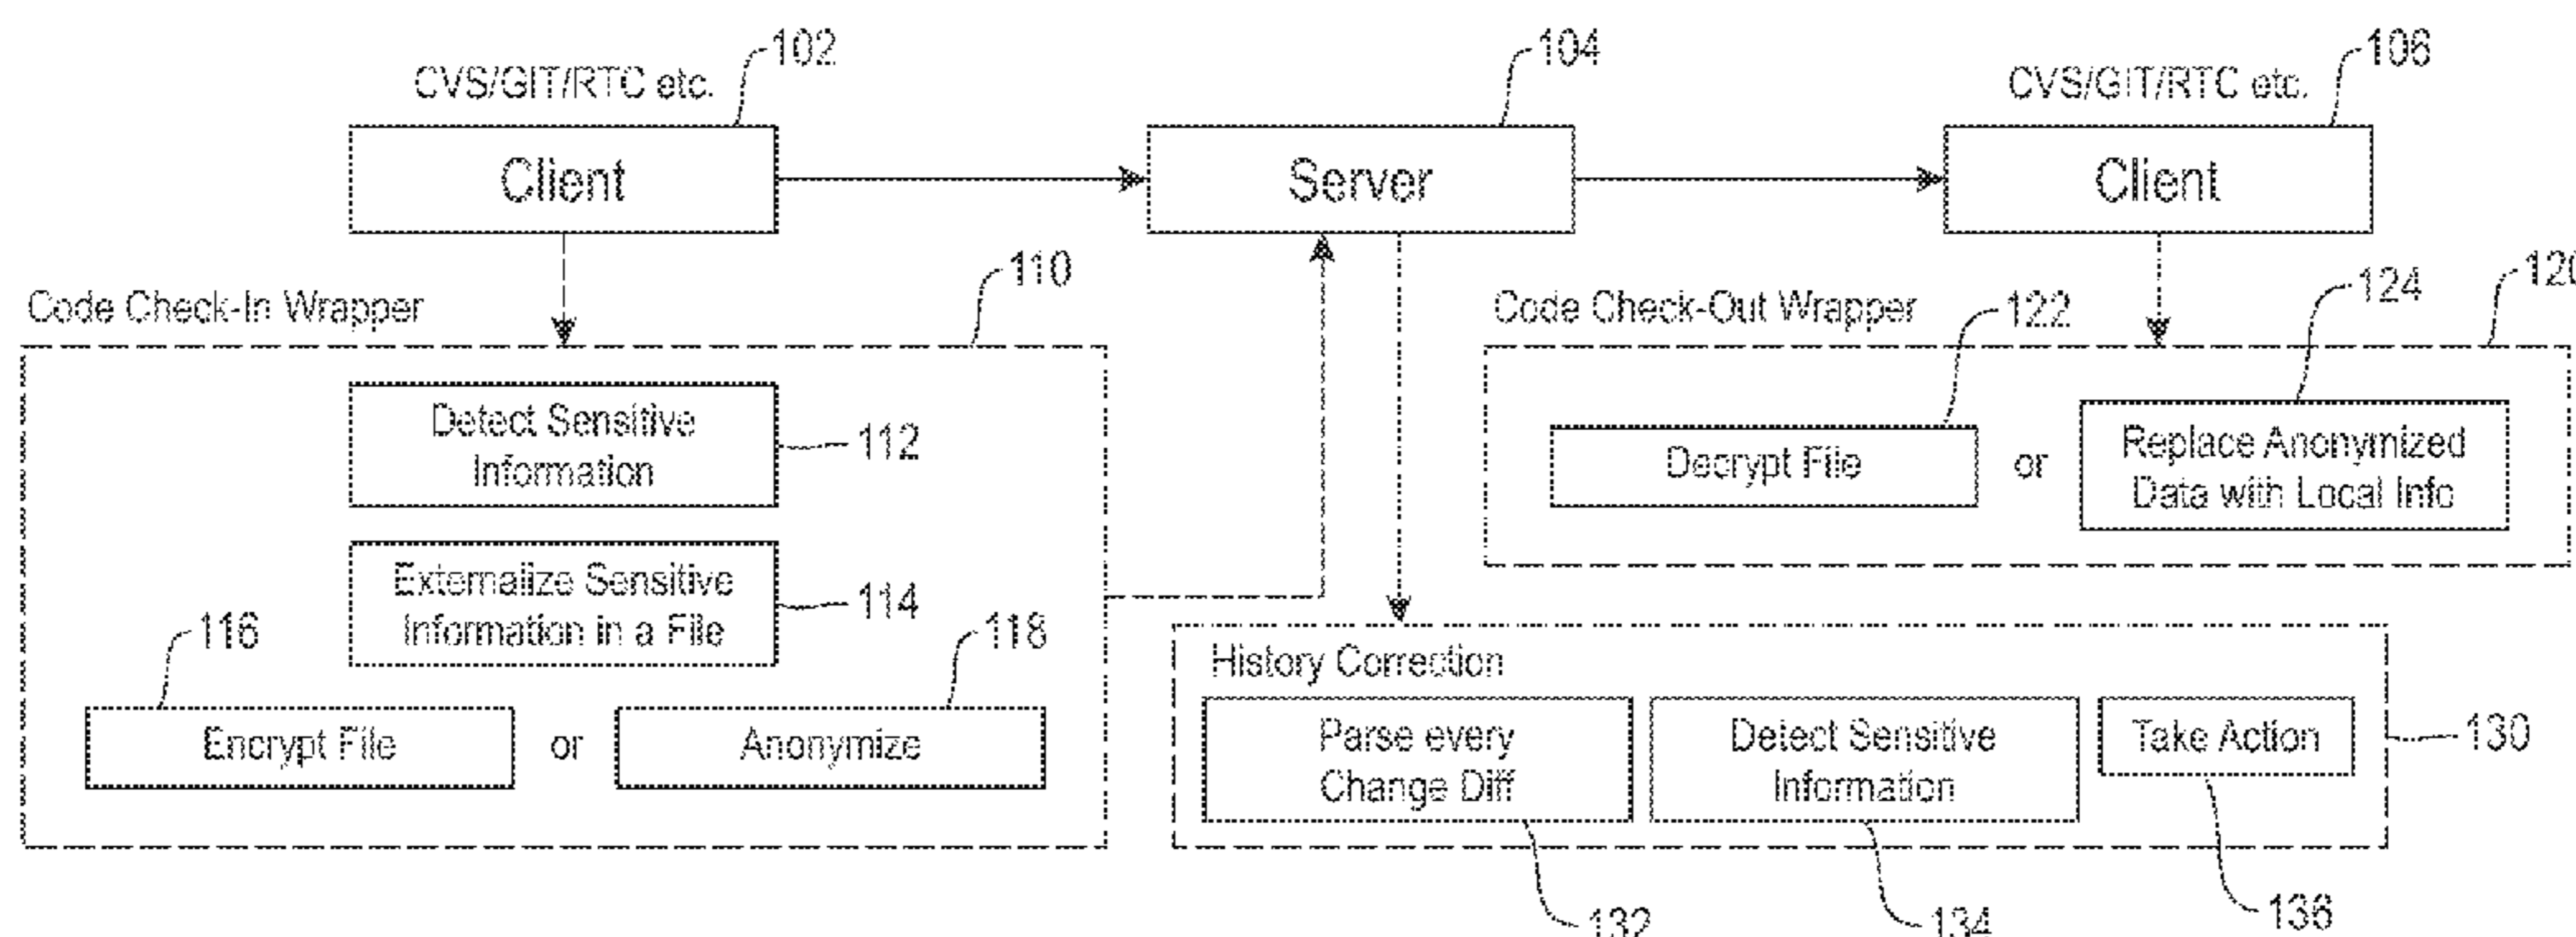 102
104
106
CVS/GIT/RTC etc.
CVS/GIT/RTC etc.
Client
Server
Client
110
120
Code Check-In Wrapper
Code Check-Out Wrapper
122
124
Detect Sensitive
Information
112
Decrypt File
or
Replace Anonymized
Data with Local Info
Externalize Sensitive
Information in a File
114
116
118
Encrypt File
or
Anonymize
History Correction
Parse every
Change Diff
Detect Sensitive
Information
Take Action
130
132
134
136